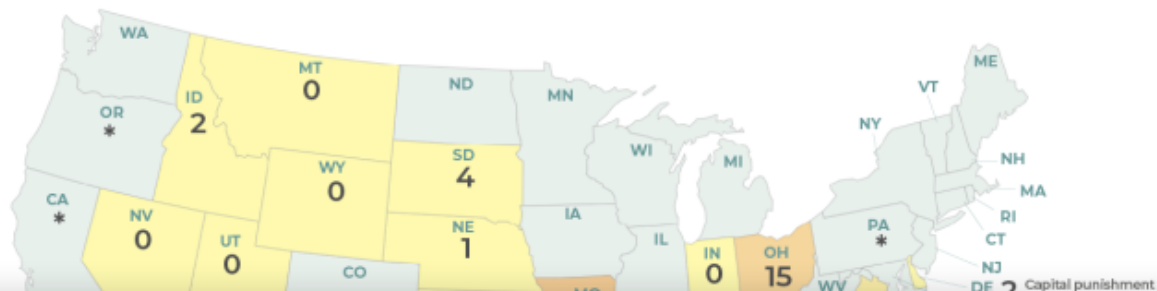 WA
MT
0
ND
MN
ME
VT
ID
2
OR
*
NY
WI
MI
SD
4
WY
0
NH
MA
CA
*
NV
0
UT
0
NE
1
IA
IL
IN
0
OH
15
PA
*
RI
CT
NJ
CO
WV
DE 2
Capital punishment